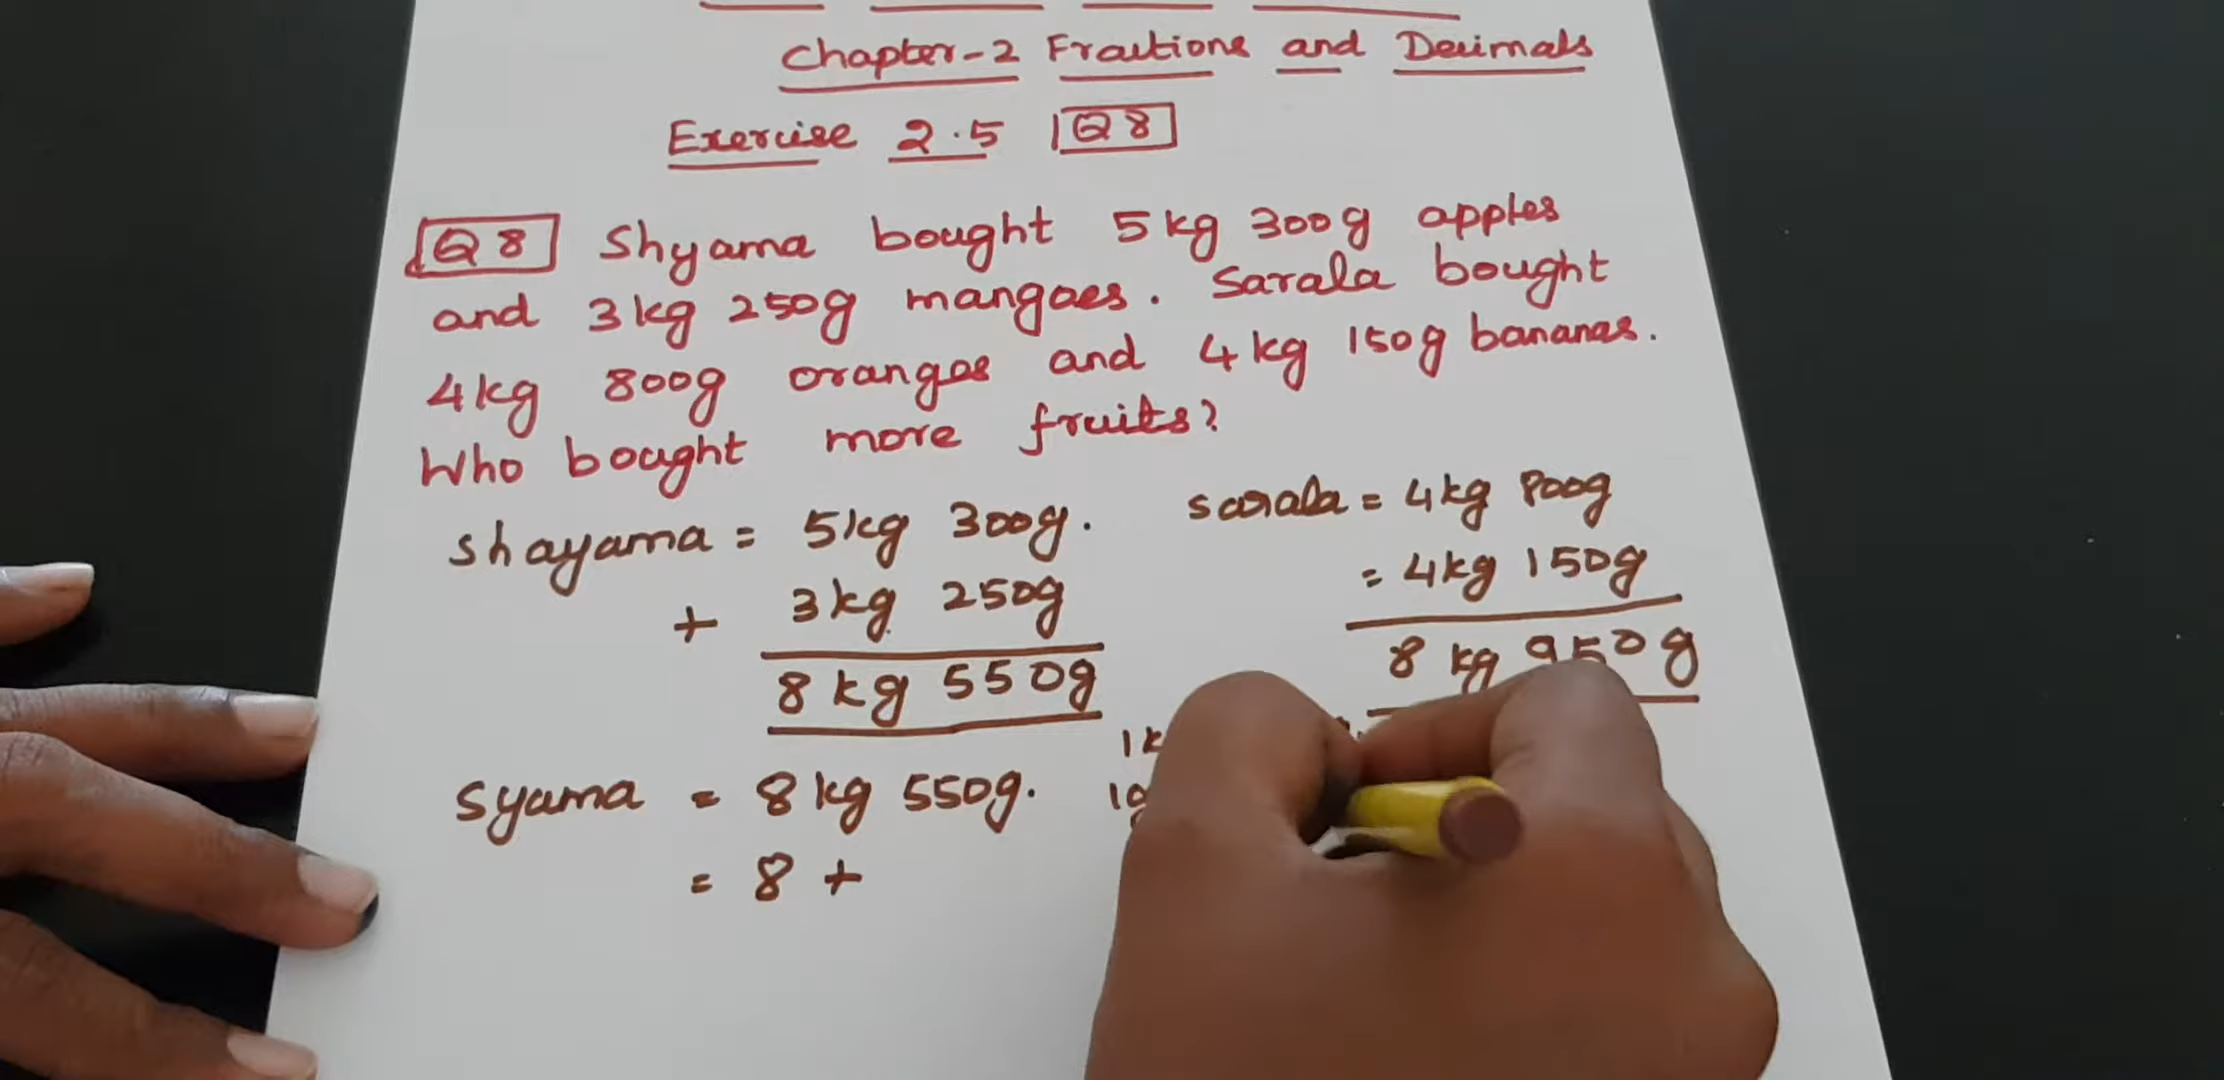 Chapter-2 Fractions and Decimals
Exercise 2.5 Q8
Q8 Shyama bought 5kg 300g apples
and 3kg 250g mangoes. Sarala bought
4kg 800g oranges and 4kg 150g bananas.
Who bought more fruits?
shayama = 5kg 300g. sarala = 4kg 800g
+ 3kg 250g = 4kg 150g
8kg 550g 8 kg 950g
syama = 8kg 550g.
= 8 +